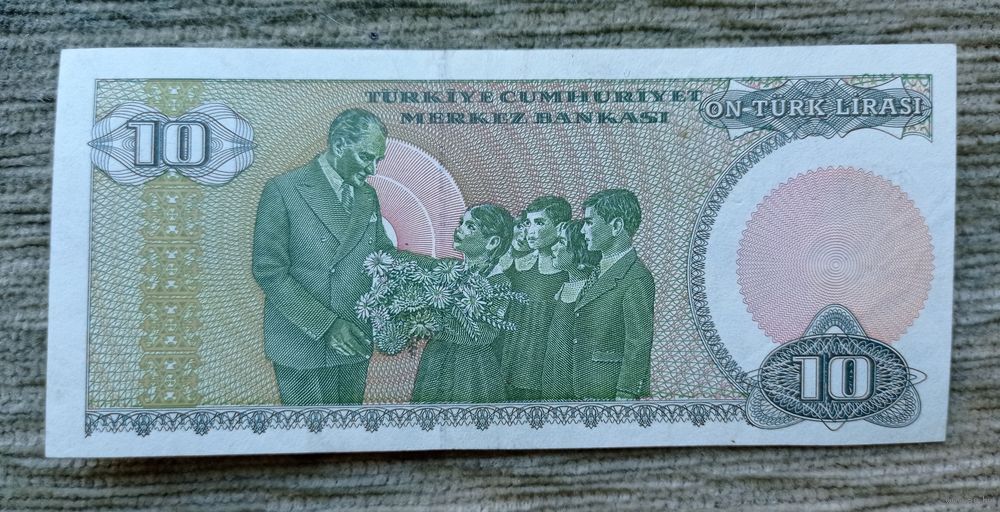 TÜRKİYE CUMHURİYET
MERKEZ BANKASI
ON TÜRK LİRASI
10
10